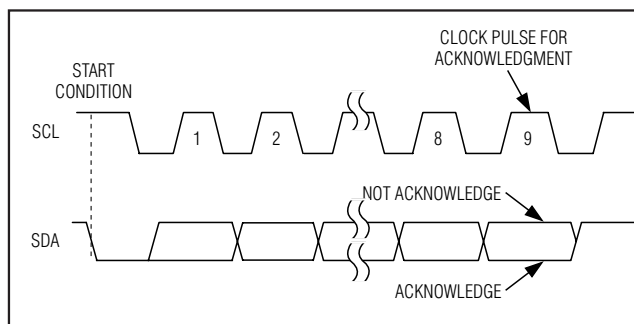 CLOCK PULSE FOR
ACKNOWLEDGMENT
START
CONDITION
SCL
1
2
8
9
NOT ACKNOWLEDGE
SDA
ACKNOWLEDGE